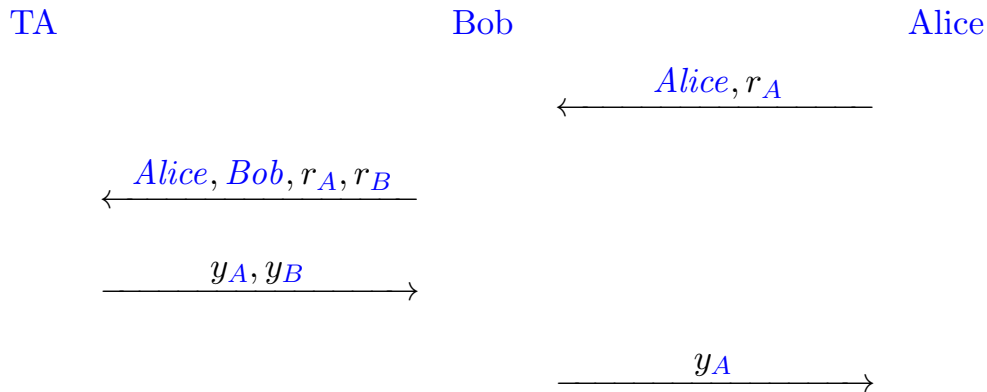 TA Bob Alice
Alice, r_A
Alice, Bob, r_A, r_B
y_A, y_B
y_A